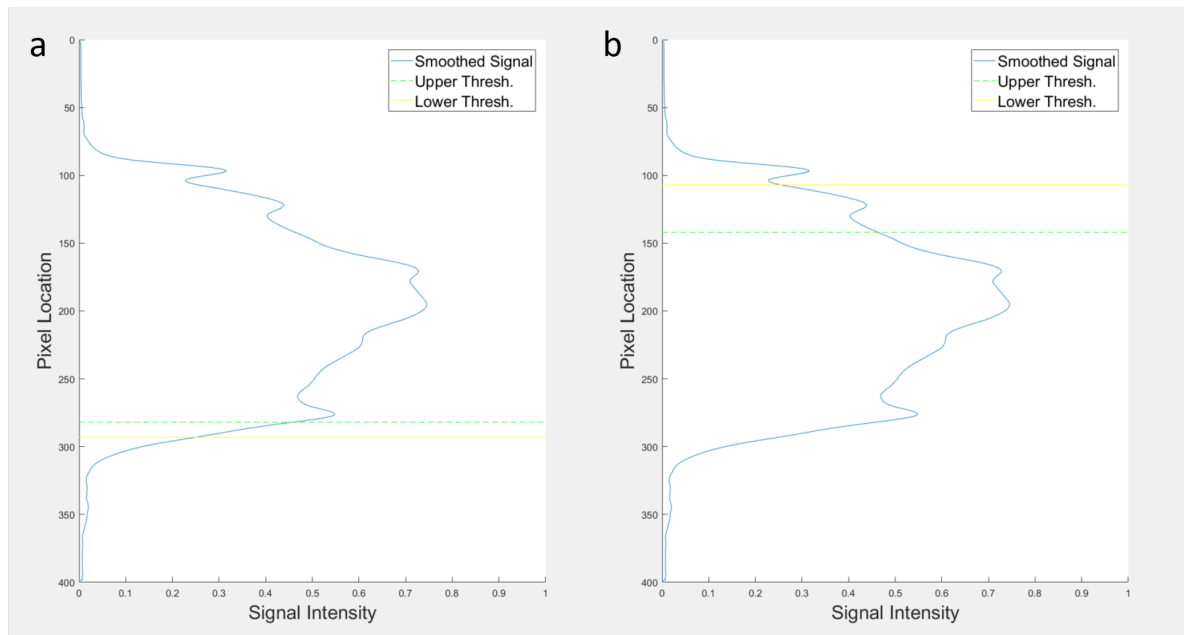 a
Smoothed Signal
Upper Thresh.
Lower Thresh.
Pixel Location
0
50
100
150
200
250
300
350
400
0 0.1 0.2 0.3 0.4 0.5 0.6 0.7 0.8 0.9 1
Signal Intensity
b
Smoothed Signal
Upper Thresh.
Lower Thresh.
Pixel Location
0
50
100
150
200
250
300
350
400
0 0.1 0.2 0.3 0.4 0.5 0.6 0.7 0.8 0.9 1
Signal Intensity